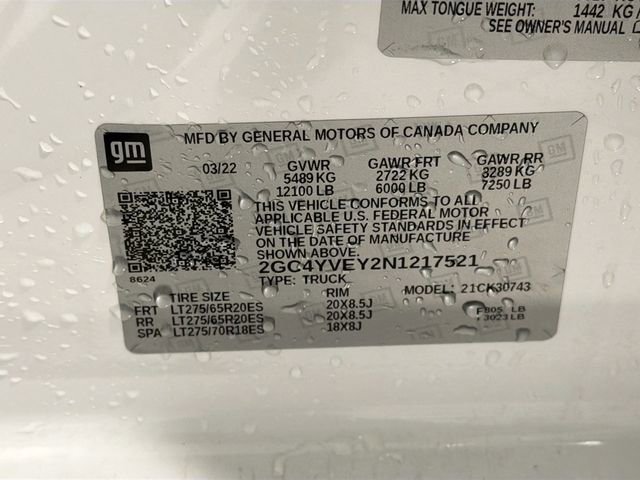 MAX TONGUE WEIGHT: 1442 KG
SEE OWNER'S MANUAL
gm
MFD BY GENERAL MOTORS OF CANADA COMPANY
03/22 GVWR GAWR FRT GAWR RR
5489 KG 2722 KG 3289 KG
12100 LB 6000 LB 7250 LB
THIS VEHICLE CONFORMS TO ALL
APPLICABLE U.S. FEDERAL MOTOR
VEHICLE SAFETY STANDARDS IN EFFECT
ON THE DATE OF MANUFACTURE
8624
2GC4YVEY2N1217521
TYPE: TRUCK MODEL: 21CK30743
TIRE SIZE RIM
FRT LT275/65R20ES 20X8.5J
RR LT275/65R20ES 20X8.5J
SPA LT275/70R18ES 18X8J
LB
3023 LB